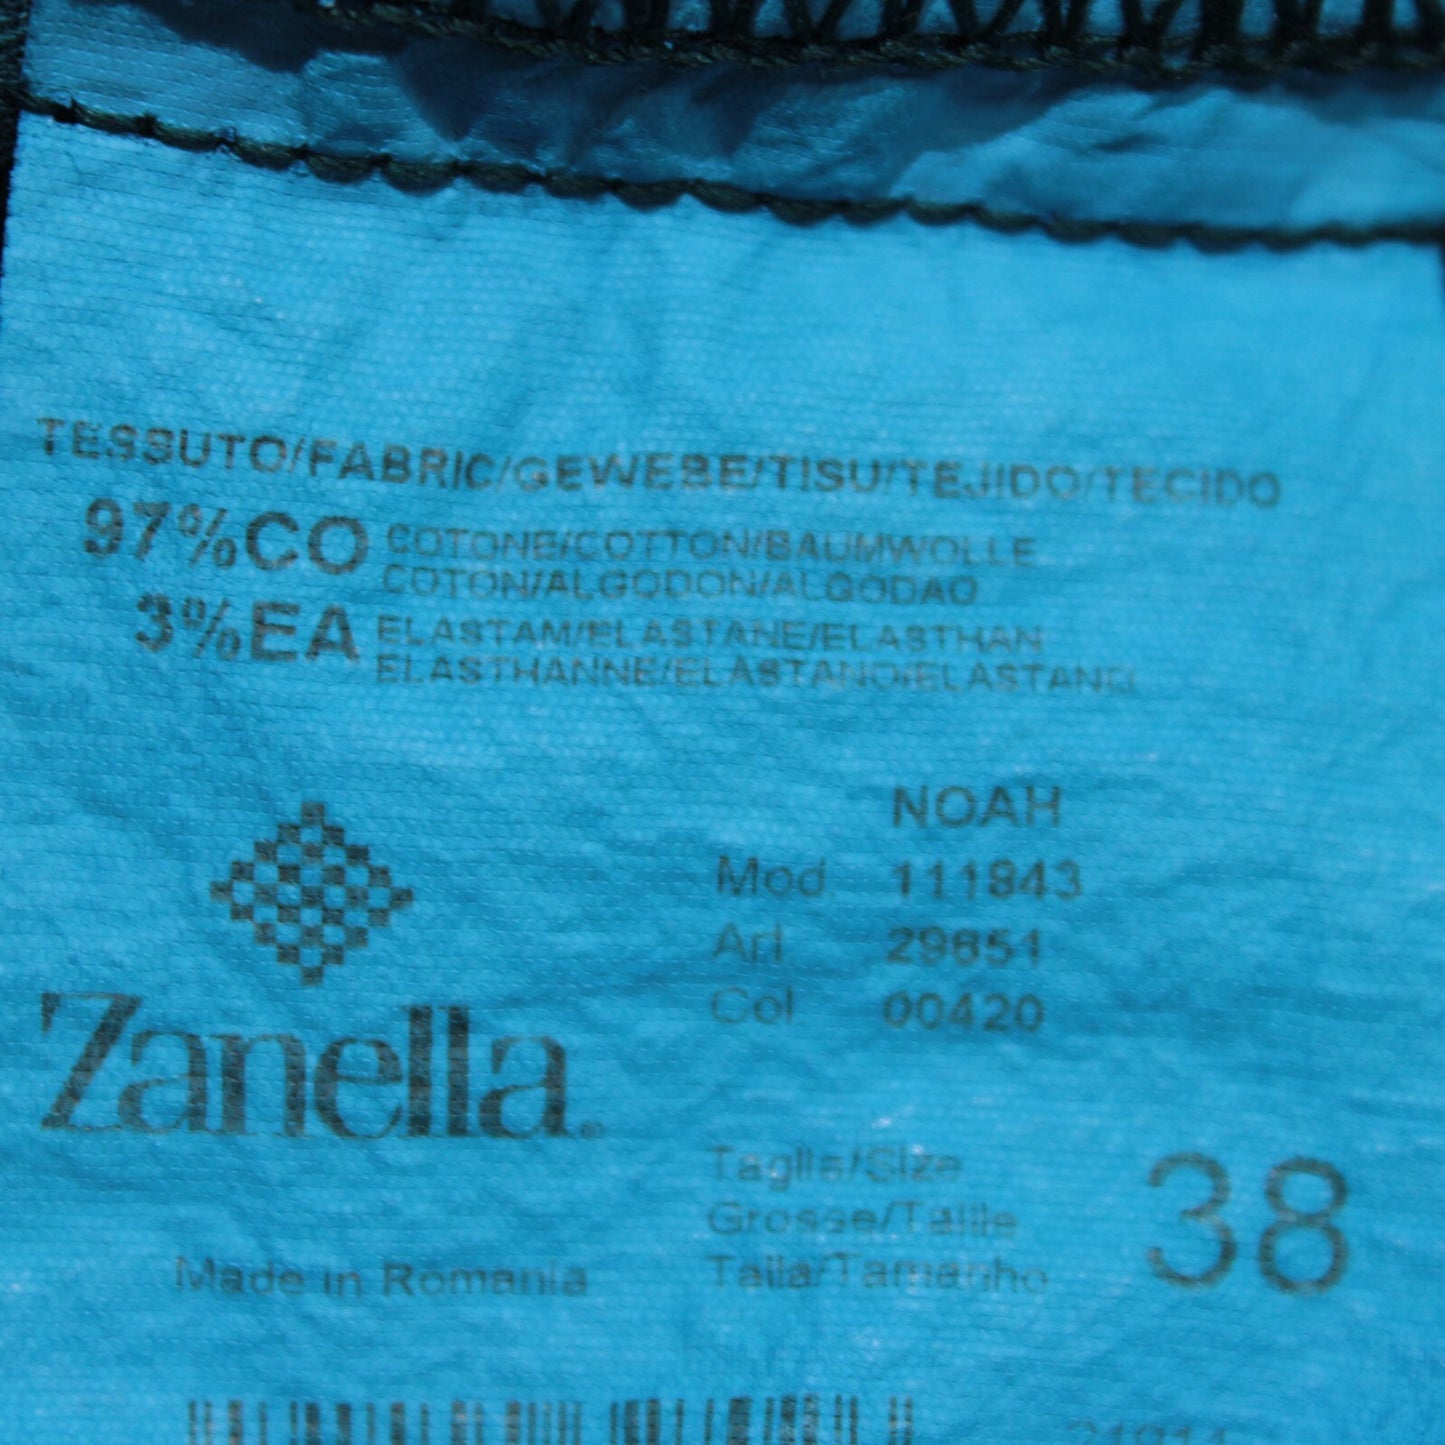 TESSUTO/FABRIC/GEWEBE/TISU/TEJIDO/TECIDO
97%CO COTONE/COTTON/BAUMWOLLE
COTON/ALGODON/ALGODAO
3%EA ELASTAM/ELASTANE/ELASTHAN
ELASTHANNE/ELASTANO/ELASTANO
NOAH
Mod 111843
Art 29651
Col 00420
Zanella
Taglia/Size
Grosse/Taille
Talla/Tamanho
38
Made in Romania